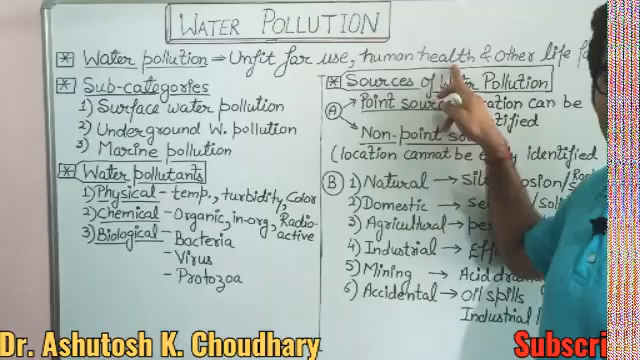 WATER POLLUTION
* Water pollution ⇒ Unfit for use, human health & other life
* Sub-categories
1) Surface water pollution
2) Underground W. pollution
3) Marine pollution
* Water pollutants
1) Physical - temp., turbidity, color
2) Chemical - Organic, in-org, Radio-active
3) Biological - Bacteria
- Virus
- Protozoa
* Sources of Water Pollution
A → Point can be
→ Non-point
(location cannot be identified
B 1) Natural →
2) Domestic →
3) Agricultural →
4) Industrial →
5) Mining → Acid
6) Accidental → Oil spills
Industrial
Dr. Ashutosh K. Choudhary
Subscri